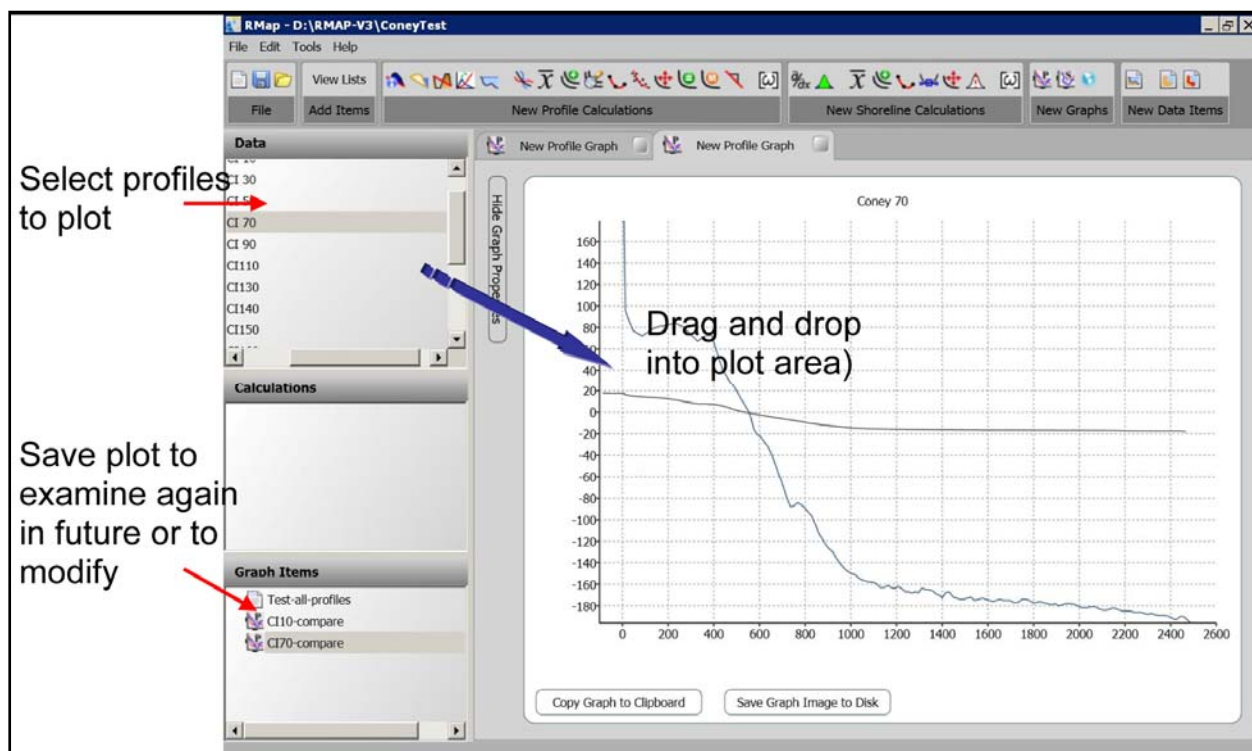 RMap - D:\RMAP-V3\ConeyTest
File Edit Tools Help
View Lists
File
Add Items
New Profile Calculations
New Shoreline Calculations
New Graphs
New Data Items
Data
CI 30
CI 70
CI 90
CI110
CI130
CI140
CI150
Select profiles
to plot
Calculations
Save plot to
examine again
in future or to
modify
Graph Items
Test-all-profiles
CI10-compare
CI70-compare
New Profile Graph
New Profile Graph
Hide Graph Properties
Coney 70
160
140
120
100
80
40
20
0
-20
-40
-60
-80
-100
-120
-140
-160
-180
0 200 400 600 800 1000 1200 1400 1600 1800 2000 2200 2400 2600
Drag and drop
into plot area)
Copy Graph to Clipboard
Save Graph Image to Disk